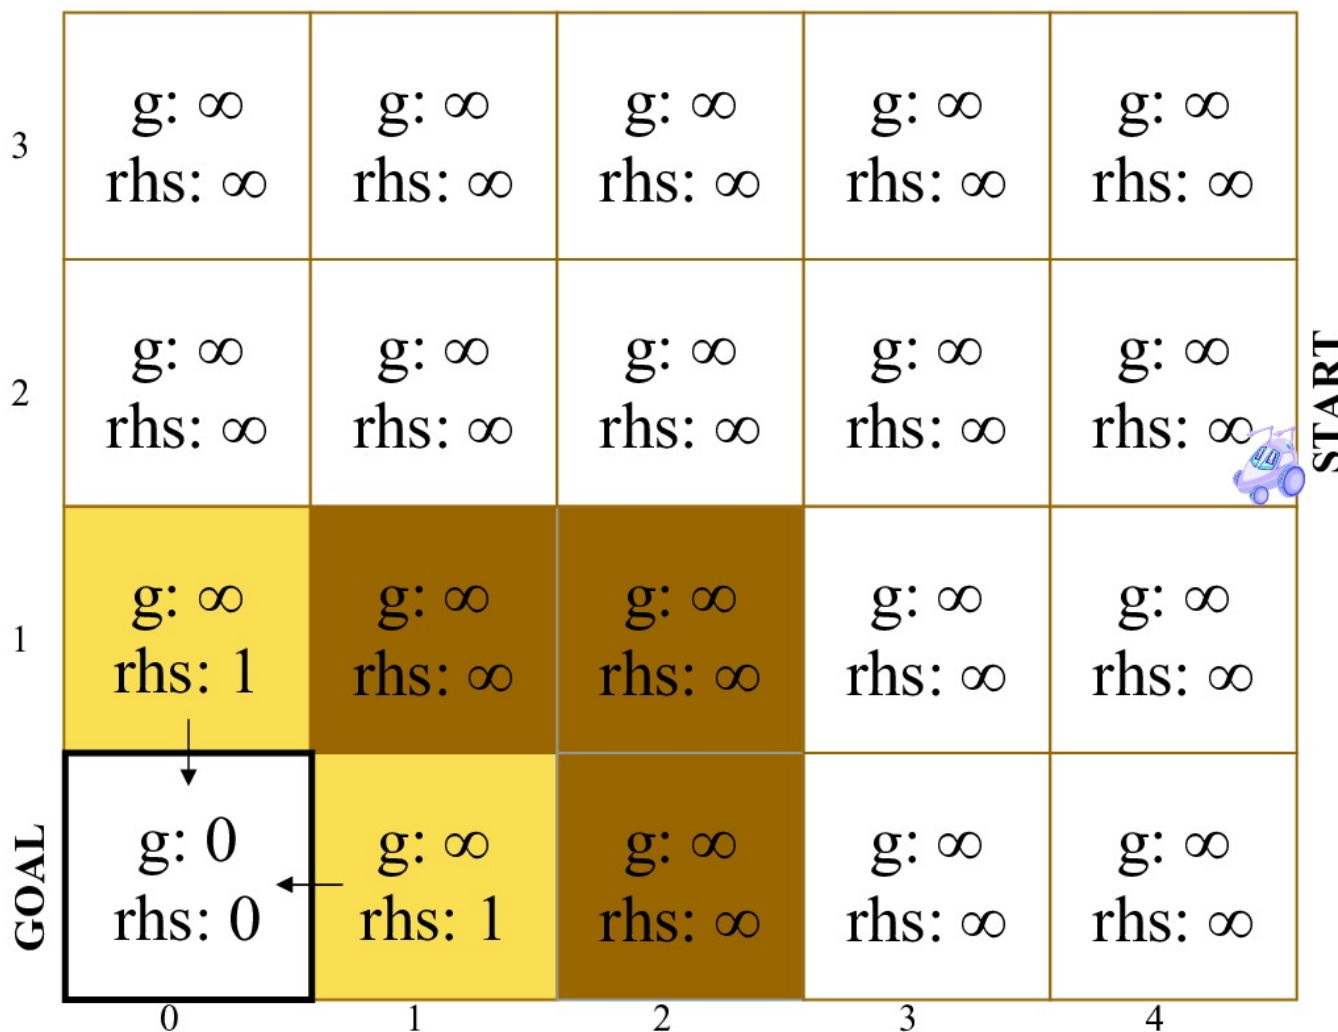 3
g: ∞
rhs: ∞
g: ∞
rhs: ∞
g: ∞
rhs: ∞
g: ∞
rhs: ∞
g: ∞
rhs: ∞
2
g: ∞
rhs: ∞
g: ∞
rhs: ∞
g: ∞
rhs: ∞
g: ∞
rhs: ∞
g: ∞
rhs: ∞
START
1
g: ∞
rhs: 1
g: ∞
rhs: ∞
g: ∞
rhs: ∞
g: ∞
rhs: ∞
g: ∞
rhs: ∞
GOAL
g: 0
rhs: 0
g: ∞
rhs: 1
g: ∞
rhs: ∞
g: ∞
rhs: ∞
g: ∞
rhs: ∞
0
1
2
3
4